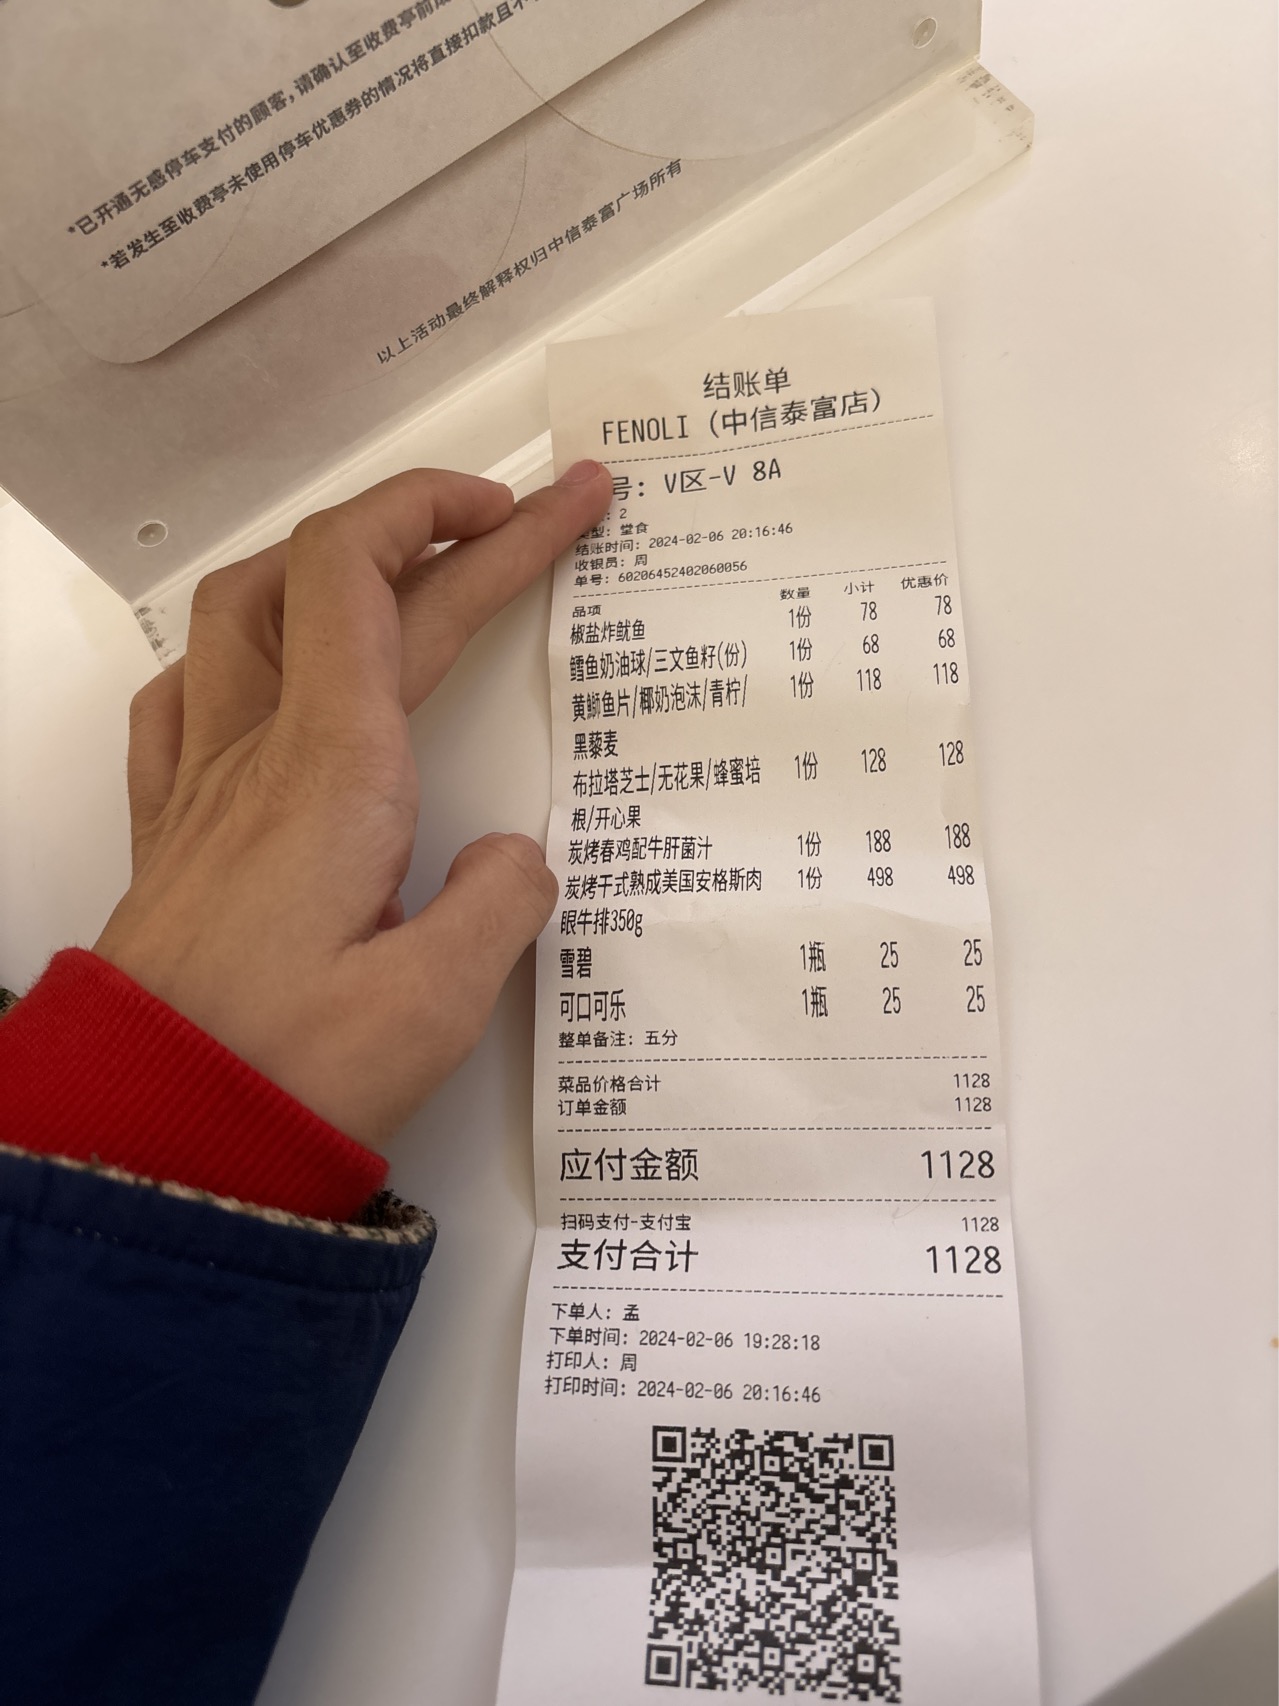 *已开通无感停车支付的顾客，请确认至收费亭前
*若发生至收费亭未使用停车优惠券的情况将直接扣款且不
以上活动最终解释权归中信泰富广场所有
结账单
FENOLI (中信泰富店)
号: V区-V 8A
: 2
型: 堂食
结账时间: 2024-02-06 20:16:46
收银员: 周
单号: 60206452402060056
品项 数量 小计 优惠价
椒盐炸鱿鱼 1份 78 78
鳕鱼奶油球/三文鱼籽(份) 1份 68 68
黄鰤鱼片/椰奶泡沫/青柠/ 1份 118 118
黑藜麦
布拉塔芝士/无花果/蜂蜜培 1份 128 128
根/开心果
炭烤春鸡配牛肝菌汁 1份 188 188
炭烤干式熟成美国安格斯肉 1份 498 498
眼牛排350g
雪碧 1瓶 25 25
可口可乐 1瓶 25 25
整单备注: 五分
菜品价格合计 1128
订单金额 1128
应付金额 1128
扫码支付-支付宝 1128
支付合计 1128
下单人: 孟
下单时间: 2024-02-06 19:28:18
打印人: 周
打印时间: 2024-02-06 20:16:46